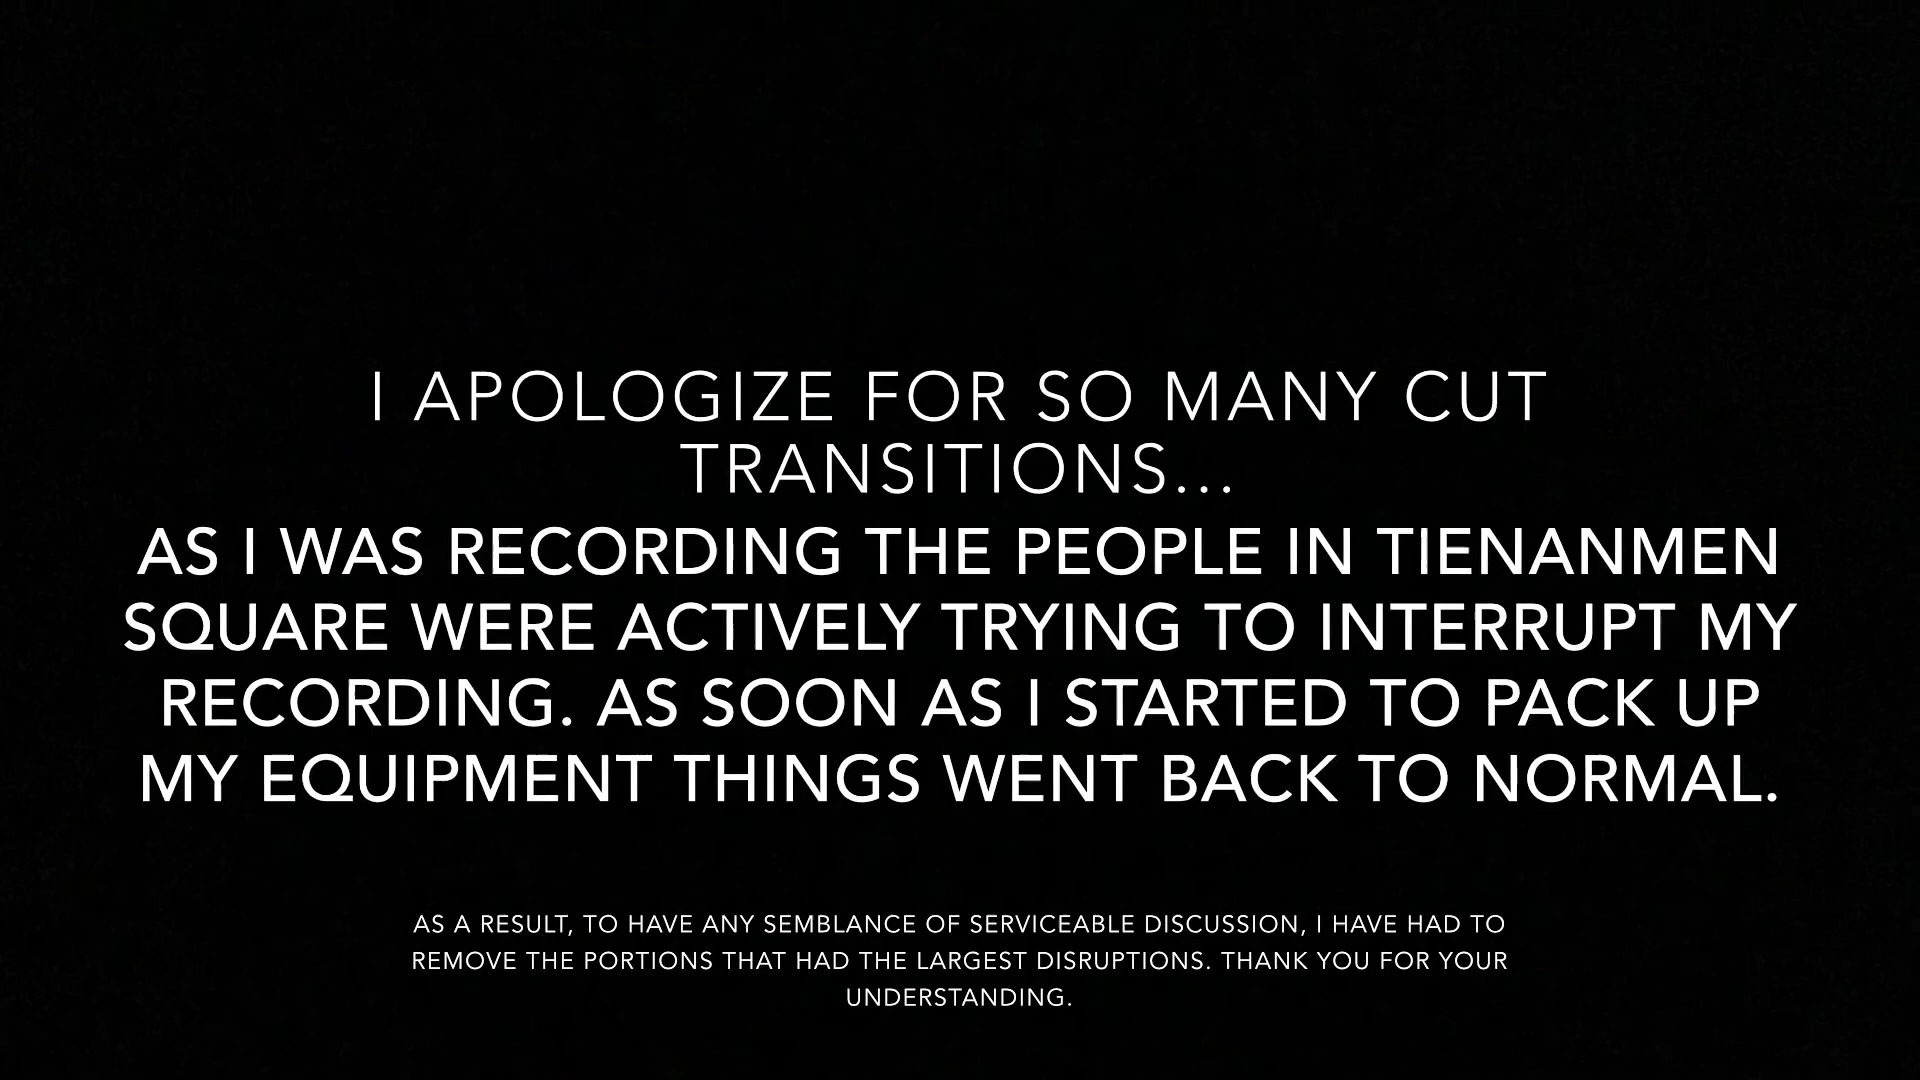 I APOLOGIZE FOR SO MANY CUT
TRANSITIONS...
AS I WAS RECORDING THE PEOPLE IN TIENANMEN
SQUARE WERE ACTIVELY TRYING TO INTERRUPT MY
RECORDING. AS SOON AS I STARTED TO PACK UP
MY EQUIPMENT THINGS WENT BACK TO NORMAL.
AS A RESULT, TO HAVE ANY SEMBLANCE OF SERVICEABLE DISCUSSION, I HAVE HAD TO
REMOVE THE PORTIONS THAT HAD THE LARGEST DISRUPTIONS. THANK YOU FOR YOUR
UNDERSTANDING.